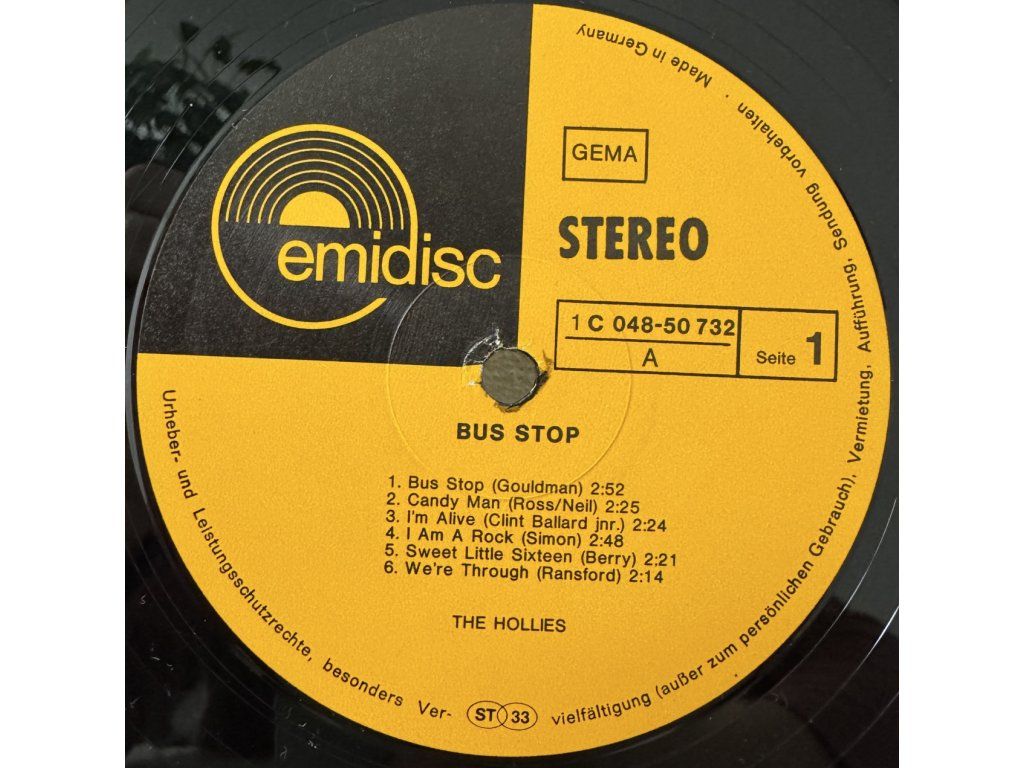 emidisc
GEMA
STEREO
1 C 048-50 732
A
Seite 1
BUS STOP
1. Bus Stop (Gouldman) 2:52
2. Candy Man (Ross/Neil) 2:25
3. I'm Alive (Clint Ballard jnr.) 2:24
4. I Am A Rock (Simon) 2:48
5. Sweet Little Sixteen (Berry) 2:21
6. We're Through (Ransford) 2:14
THE HOLLIES
Urheber- und Leistungsschutzrechte, besonders Ver-
ST 33
vielfältigung (außer zum persönlichen Gebrauch), Vermietung, Aufführung, Sendung vorbehalten · Made in Germany